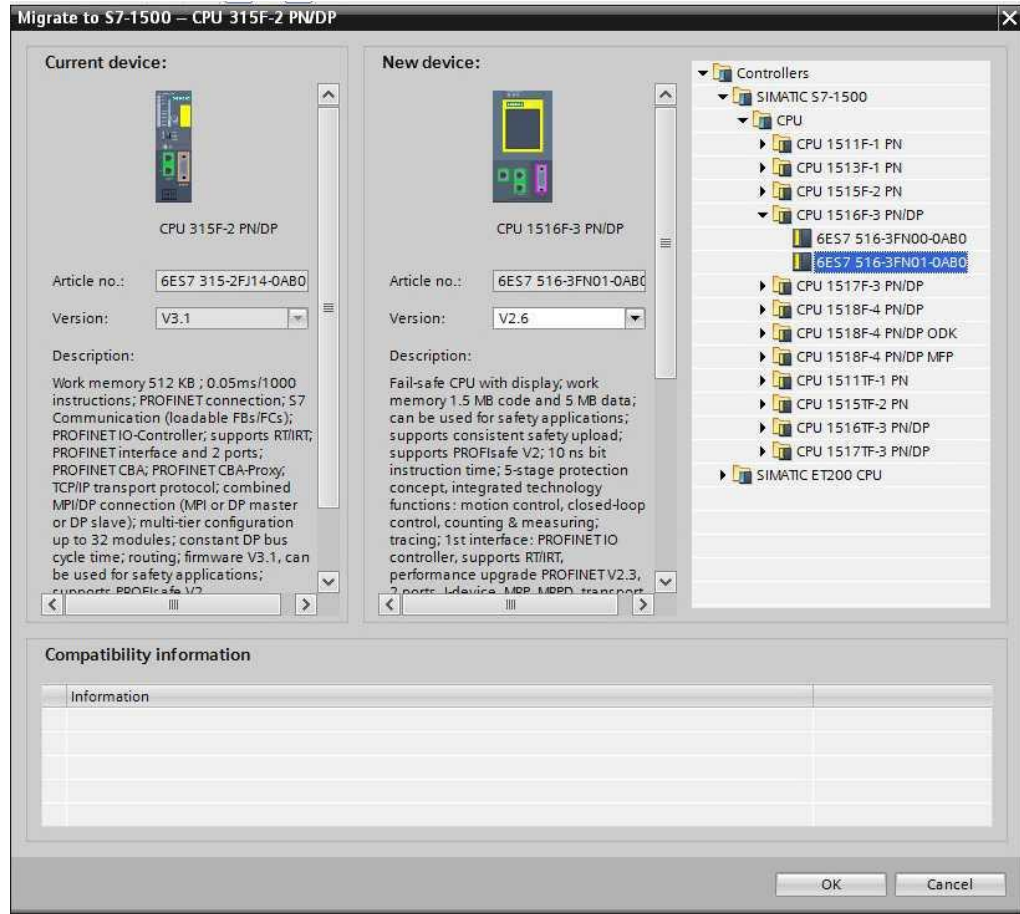 Migrate to S7-1500 – CPU 315F-2 PN/DP
Current device:
CPU 315F-2 PN/DP
Article no.: 6ES7 315-2FJ14-0AB0
Version: V3.1
Description:
Work memory 512 KB ; 0.05ms/1000
instructions; PROFINET connection; S7
Communication (loadable FBs/FCs);
PROFINET IO-Controller; supports RT/IRT;
PROFINET interface and 2 ports;
PROFINET CBA; PROFINET CBA-Proxy;
TCP/IP transport protocol; combined
MPI/DP connection (MPI or DP master
or DP slave); multi-tier configuration
up to 32 modules; constant DP bus
cycle time; routing; firmware V3.1, can
be used for safety applications;
supports PROFIsafe V2
New device:
CPU 1516F-3 PN/DP
Article no.: 6ES7 516-3FN01-0AB0
Version: V2.6
Description:
Fail-safe CPU with display; work
memory 1.5 MB code and 5 MB data;
can be used for safety applications;
supports consistent safety upload;
supports PROFIsafe V2; 10 ns bit
instruction time; 5-stage protection
concept, integrated technology
functions: motion control, closed-loop
control, counting & measuring;
tracing; 1st interface: PROFINET IO
controller, supports RT/IRT,
performance upgrade PROFINET V2.3,
2 ports, I-device, MRP, MRPD, transport
Controllers
SIMATIC S7-1500
CPU
CPU 1511F-1 PN
CPU 1513F-1 PN
CPU 1515F-2 PN
CPU 1516F-3 PN/DP
6ES7 516-3FN00-0AB0
6ES7 516-3FN01-0AB0
CPU 1517F-3 PN/DP
CPU 1518F-4 PN/DP
CPU 1518F-4 PN/DP ODK
CPU 1518F-4 PN/DP MFP
CPU 1511TF-1 PN
CPU 1515TF-2 PN
CPU 1516TF-3 PN/DP
CPU 1517TF-3 PN/DP
SIMATIC ET200 CPU
Compatibility information
Information
OK Cancel